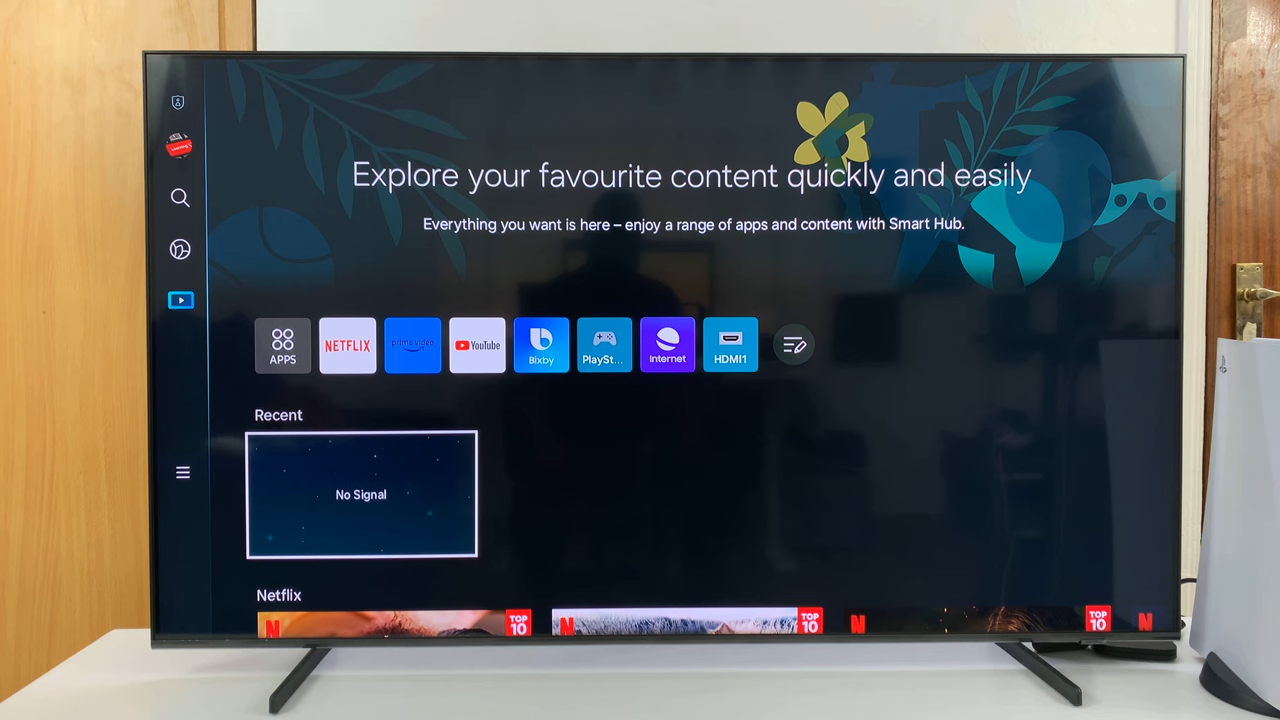 Learning
Explore your favourite content quickly and easily
Everything you want is here – enjoy a range of apps and content with Smart Hub.
APPS
NETFLIX
prime video
YouTube
Bixby
PlaySt...
Internet
HDMI1
Recent
No Signal
Netflix
N
TOP
10
N
TOP
10
N
TOP
10
N